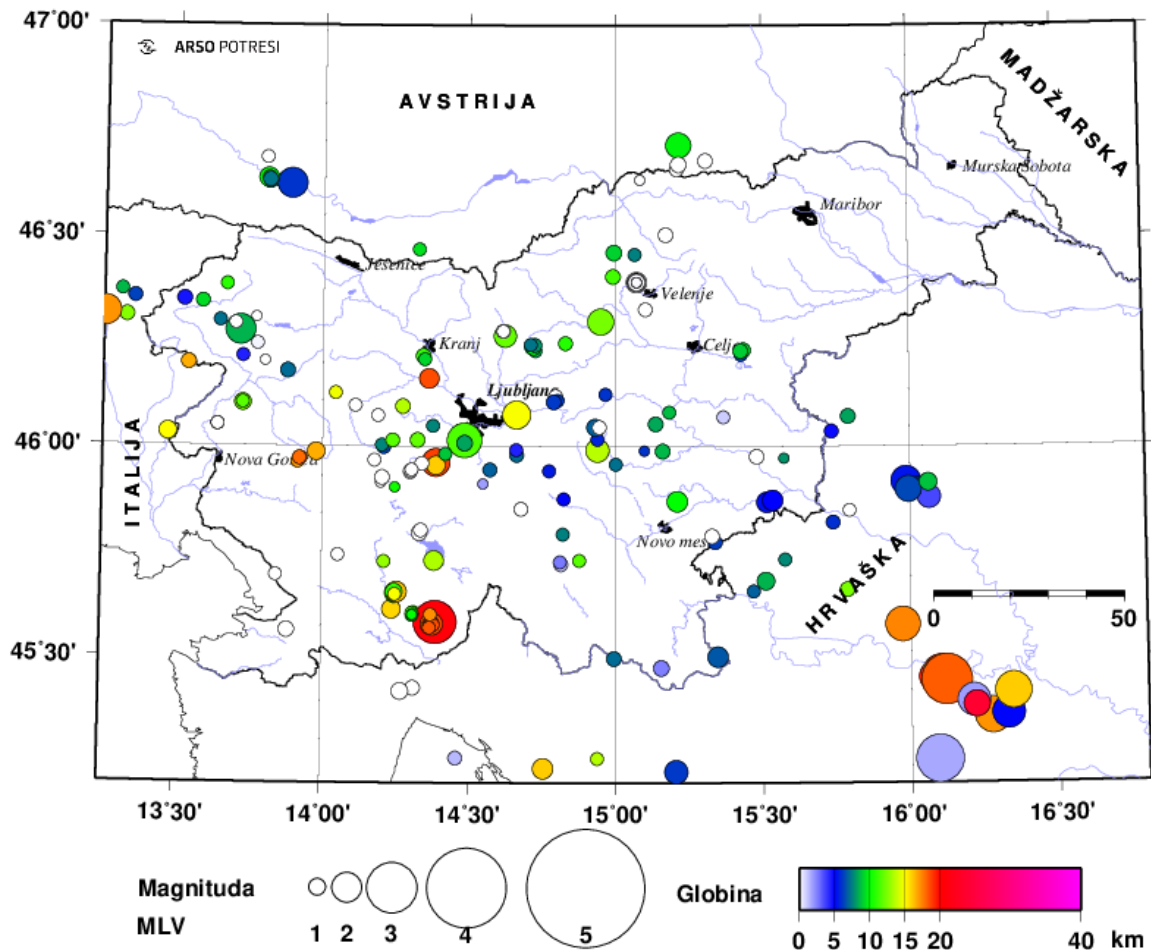 47˚00'
ARSO POTRESI
AVSTRIJA
MADŽARSKA
Murska Sobota
Maribor
46˚30'
Jesenice
Velenje
Kranj
Celje
Ljubljan
46˚00'
Nova Gorica
ITALIJA
Novo mes
HRVAŠKA
0 50
45˚30'
13˚30' 14˚00' 14˚30' 15˚00' 15˚30' 16˚00' 16˚30'
Magnituda
MLV
1 2 3 4 5
Globina
0 5 10 15 20 40 km